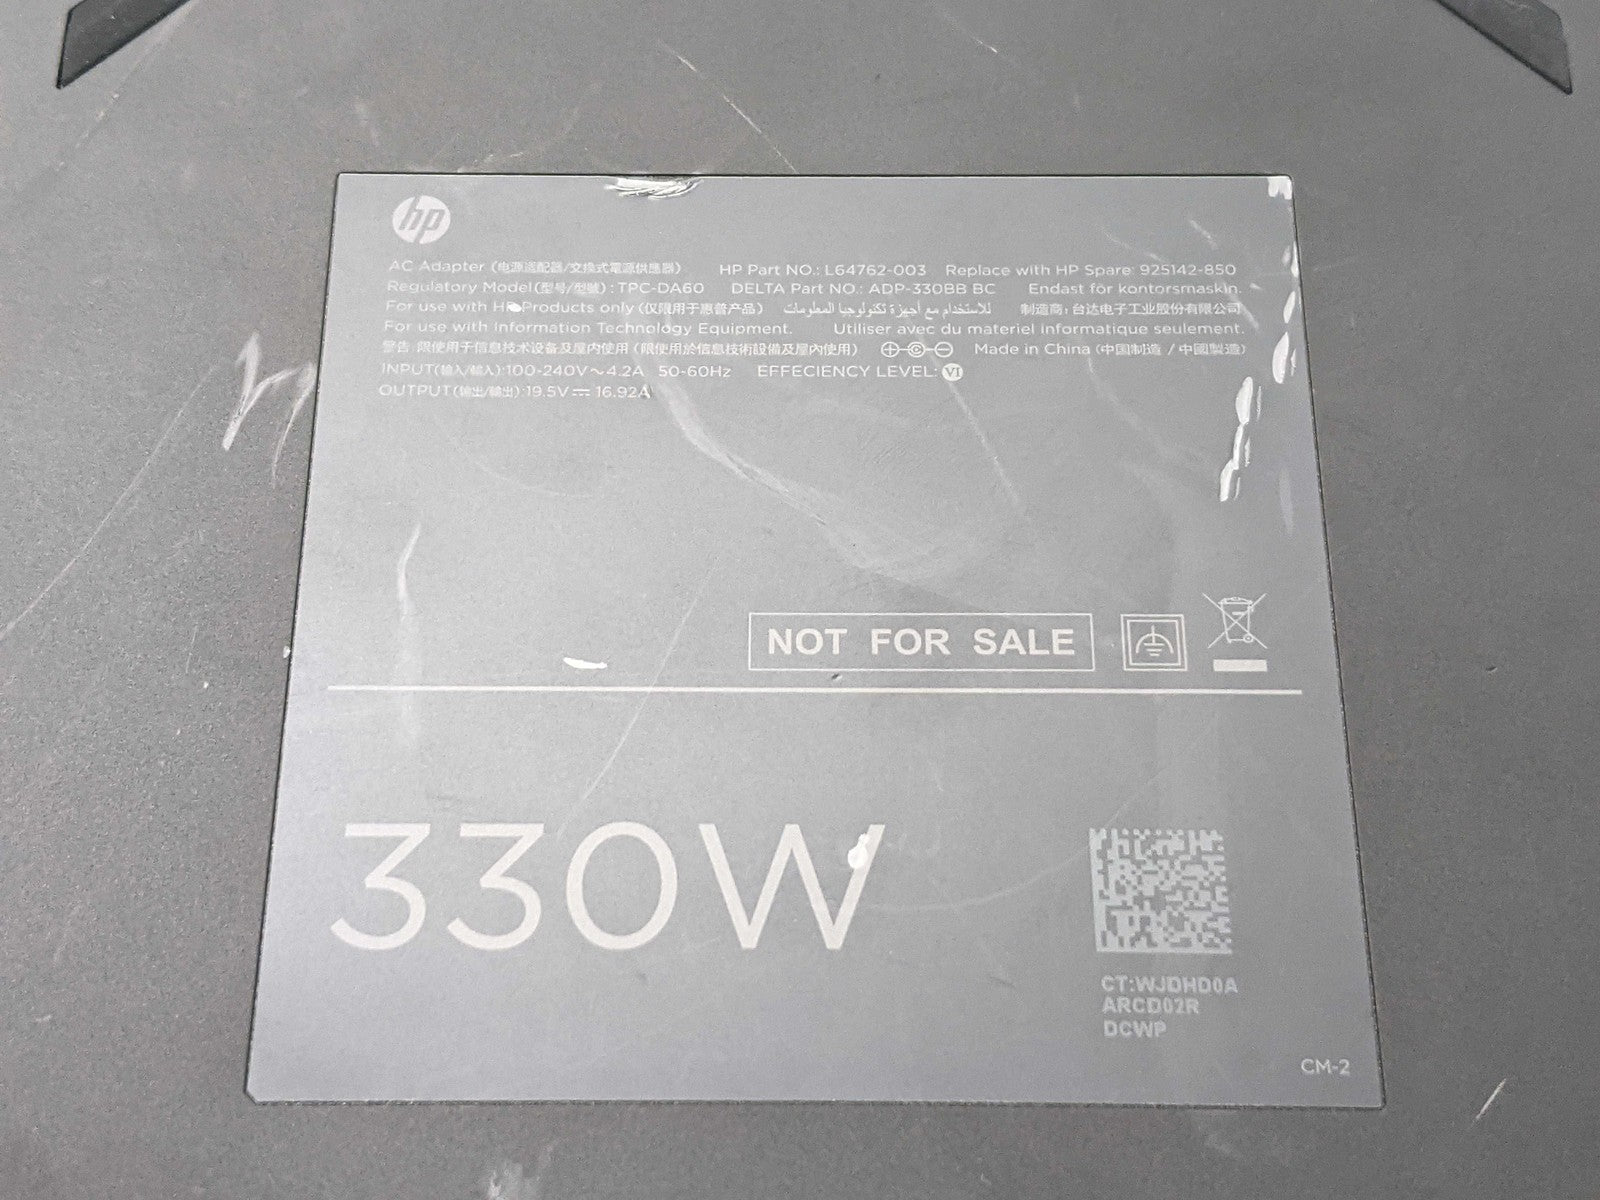 hp
AC Adapter (电源适配器/交換式電源供應器) HP Part NO.: L64762-003 Replace with HP Spare: 925142-850
Regulatory Model(型号/型號) : TPC-DA60 DELTA Part NO.: ADP-330BB BC Endast för kontorsmaskin.
For use with HP Products only (仅限用于惠普产品) للاستخدام مع أجهزة تكنولوجيا المعلومات 制造商: 台达电子工业股份有限公司
For use with Information Technology Equipment. Utiliser avec du materiel informatique seulement.
警告: 限使用于信息技术设备及屋内使用 (限使用於信息技術設備及屋內使用) Made in China (中国制造 / 中國製造)
INPUT(输入/輸入):100-240V~4.2A 50-60Hz EFFECIENCY LEVEL: VI
OUTPUT(输出/輸出):19.5V⎓ 16.92A
NOT FOR SALE
330W
CT:WJDHD0A
ARCD02R
DCWP
CM-2